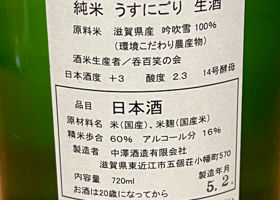 純米 うすにごり 生酒
原料米 滋賀県産 吟吹雪100%
(環境こだわり農産物)
酒米生産者/呑百笑の会
日本酒度 +3 酸度 2.3 14号酵母
品目 日本酒
原材料名 米(国産)、米麹(国産米)
精米歩合 60% アルコール分 16%
製造者 中澤酒造有限会社
滋賀県東近江市五個荘小幡町570
内容量 720ml 製造年月
お酒は20歳になってから 5.2.